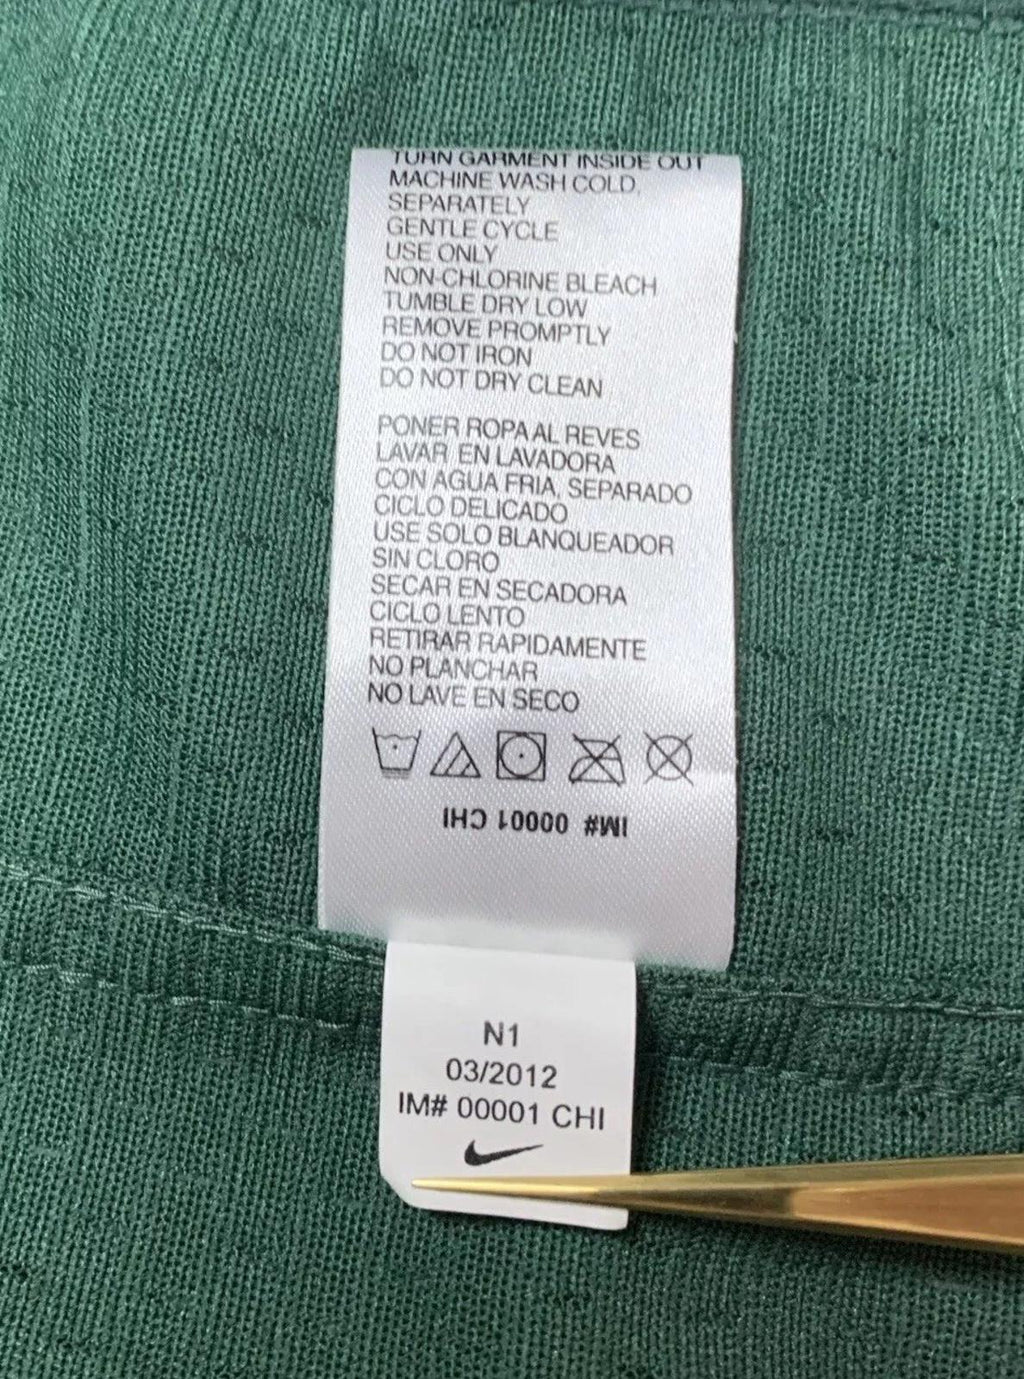 TURN GARMENT INSIDE OUT
MACHINE WASH COLD,
SEPARATELY
GENTLE CYCLE
USE ONLY
NON-CHLORINE BLEACH
TUMBLE DRY LOW
REMOVE PROMPTLY
DO NOT IRON
DO NOT DRY CLEAN
PONER ROPA AL REVES
LAVAR EN LAVADORA
CON AGUA FRIA, SEPARADO
CICLO DELICADO
USE SOLO BLANQUEADOR
SIN CLORO
SECAR EN SECADORA
CICLO LENTO
RETIRAR RAPIDAMENTE
NO PLANCHAR
NO LAVE EN SECO
IM# 00001 CHI
N1
03/2012
IM# 00001 CHI